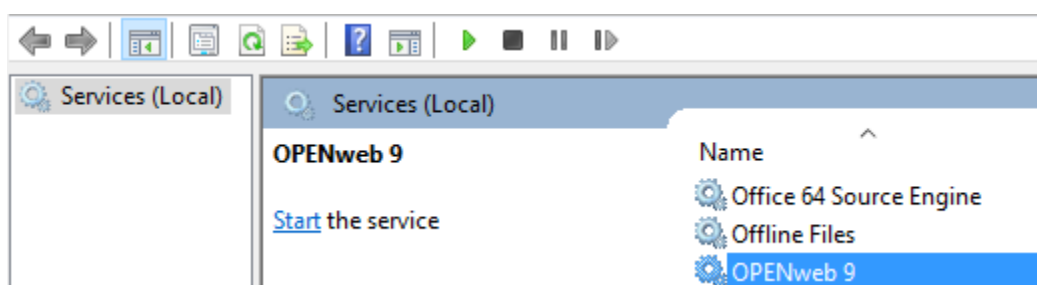 Services (Local)
Services (Local)
OPENweb 9
Start the service
Name
Office 64 Source Engine
Offline Files
OPENweb 9